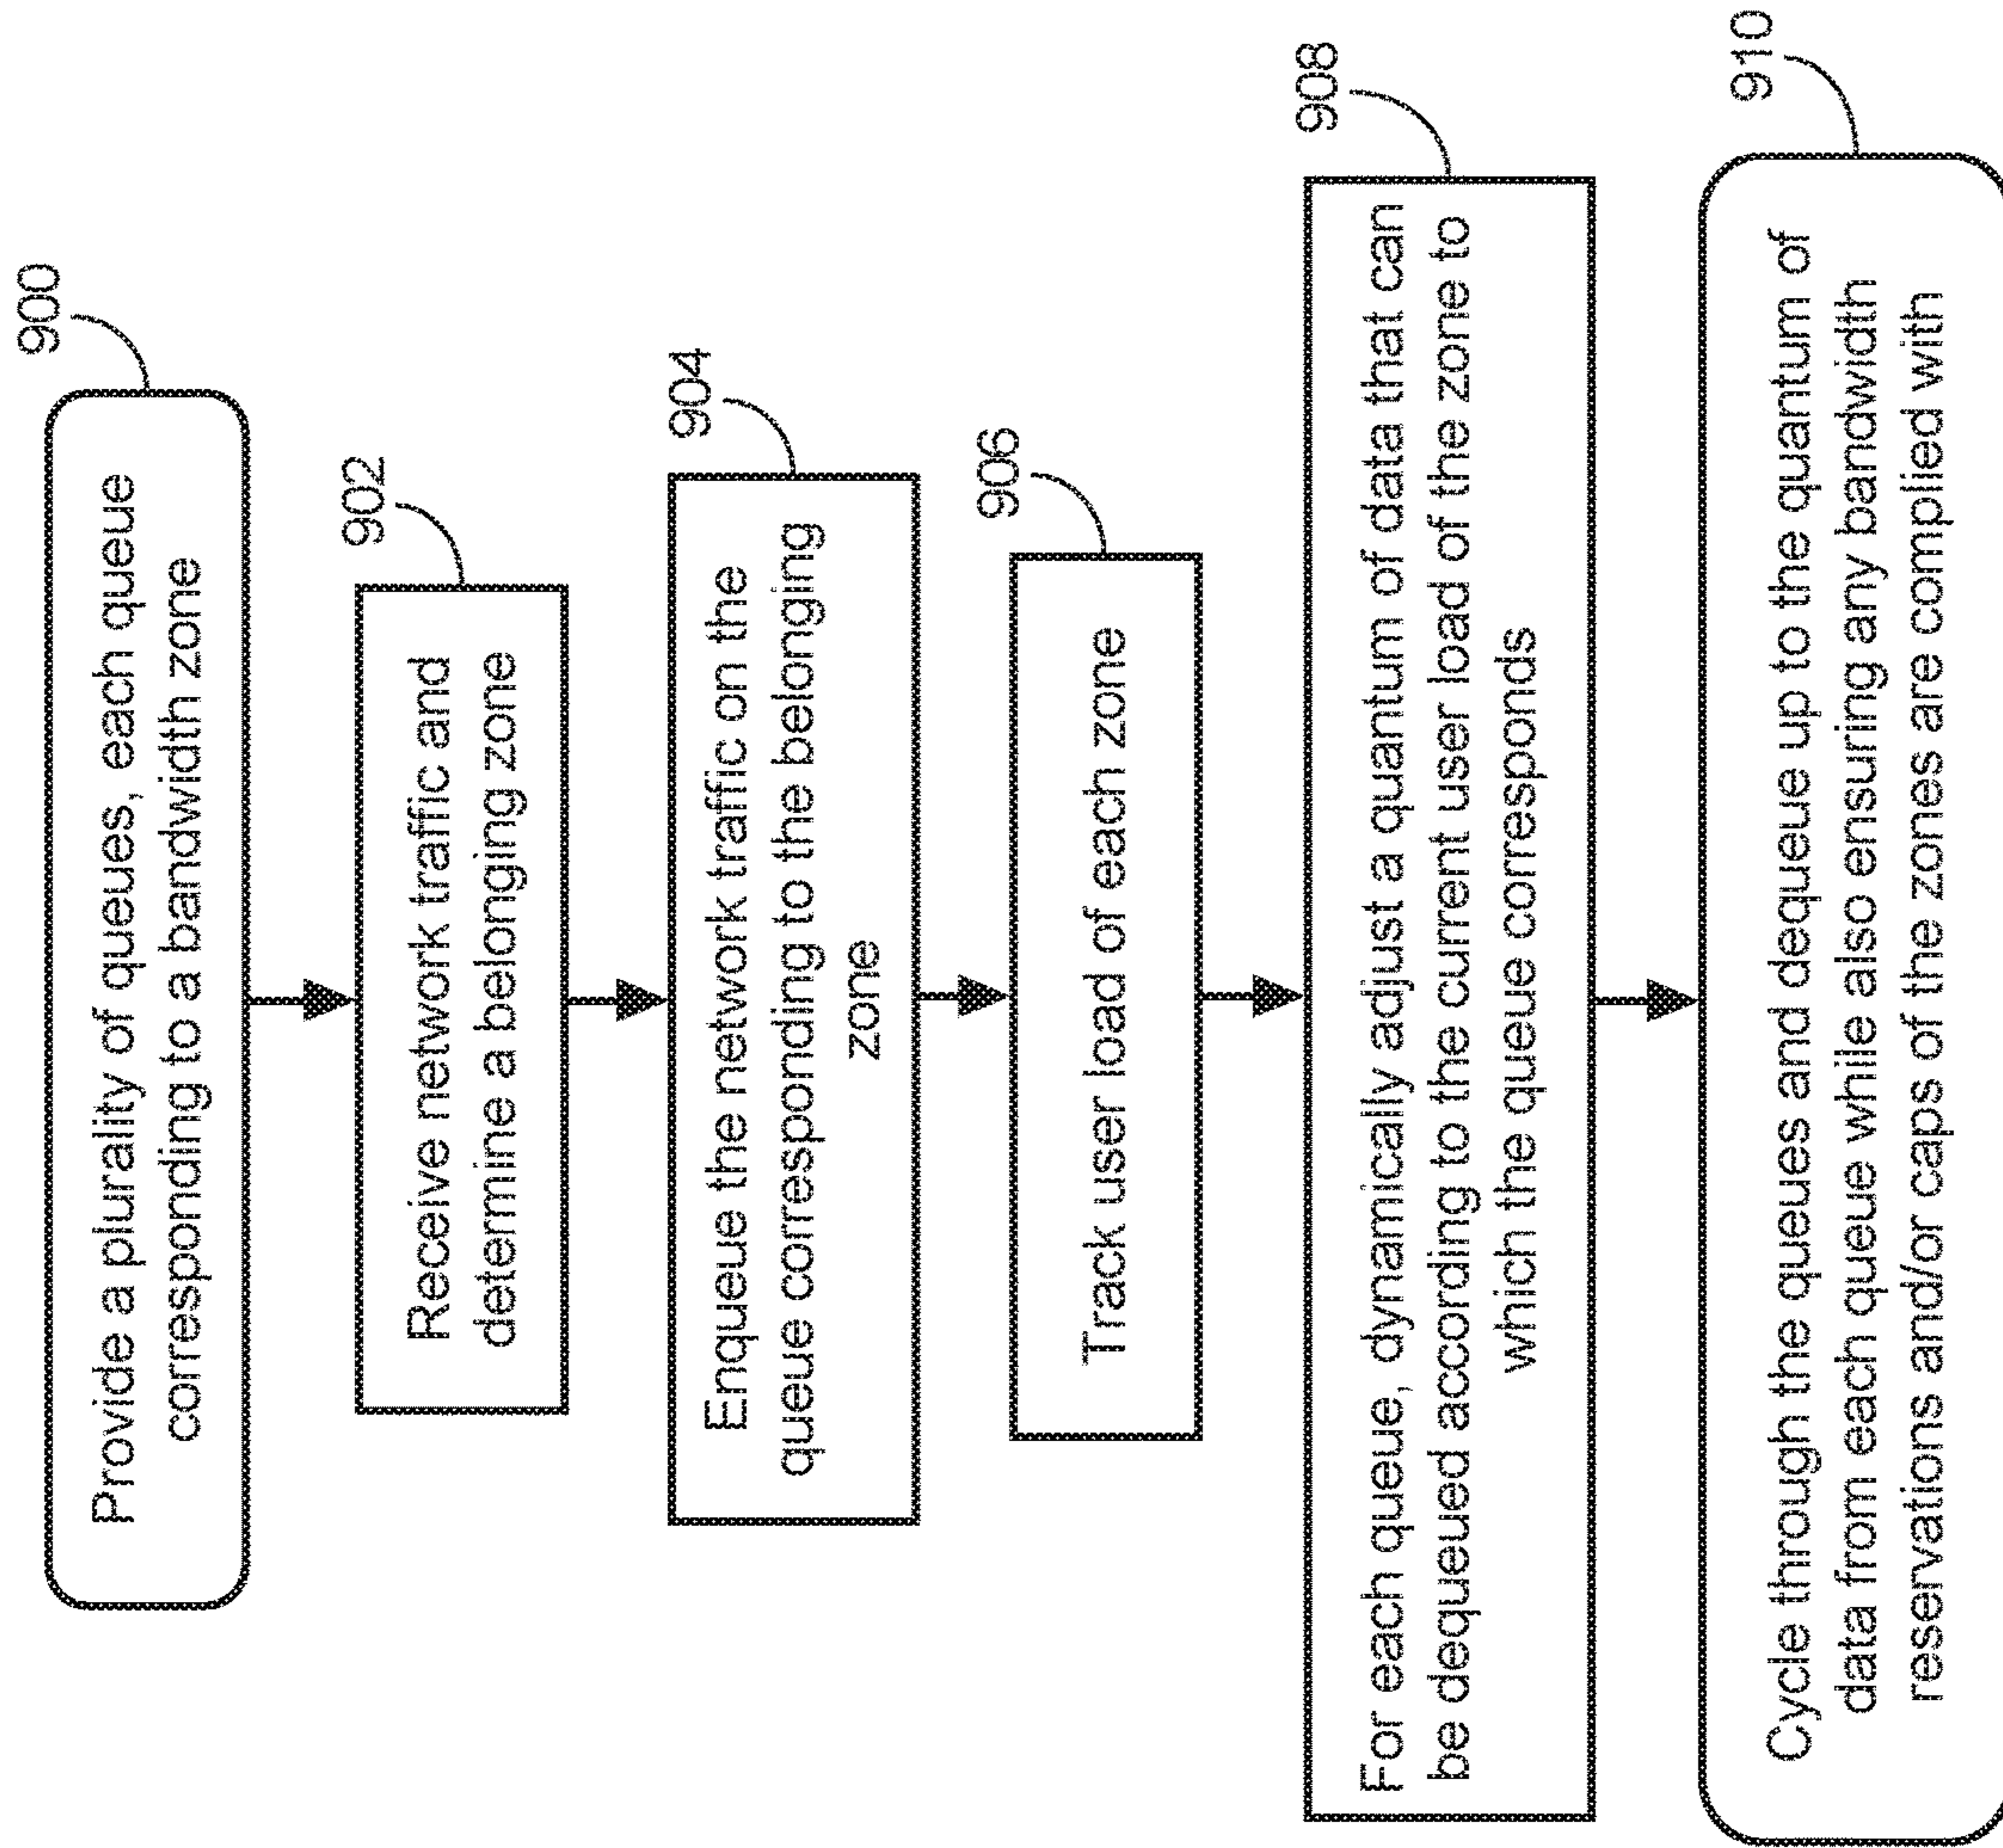 900
Provide a plurality of queues, each queue
corresponding to a bandwidth zone
902
Receive network traffic and
determine a belonging zone
904
Enqueue the network traffic on the
queue corresponding to the belonging
zone
906
Track user load of each zone
908
For each queue, dynamically adjust a quantum of data that can
be dequeued according to the current user load of the zone to
which the queue corresponds
910
Cycle through the queues and dequeue up to the quantum of
data from each queue while also ensuring any bandwidth
reservations and/or caps of the zones are complied with